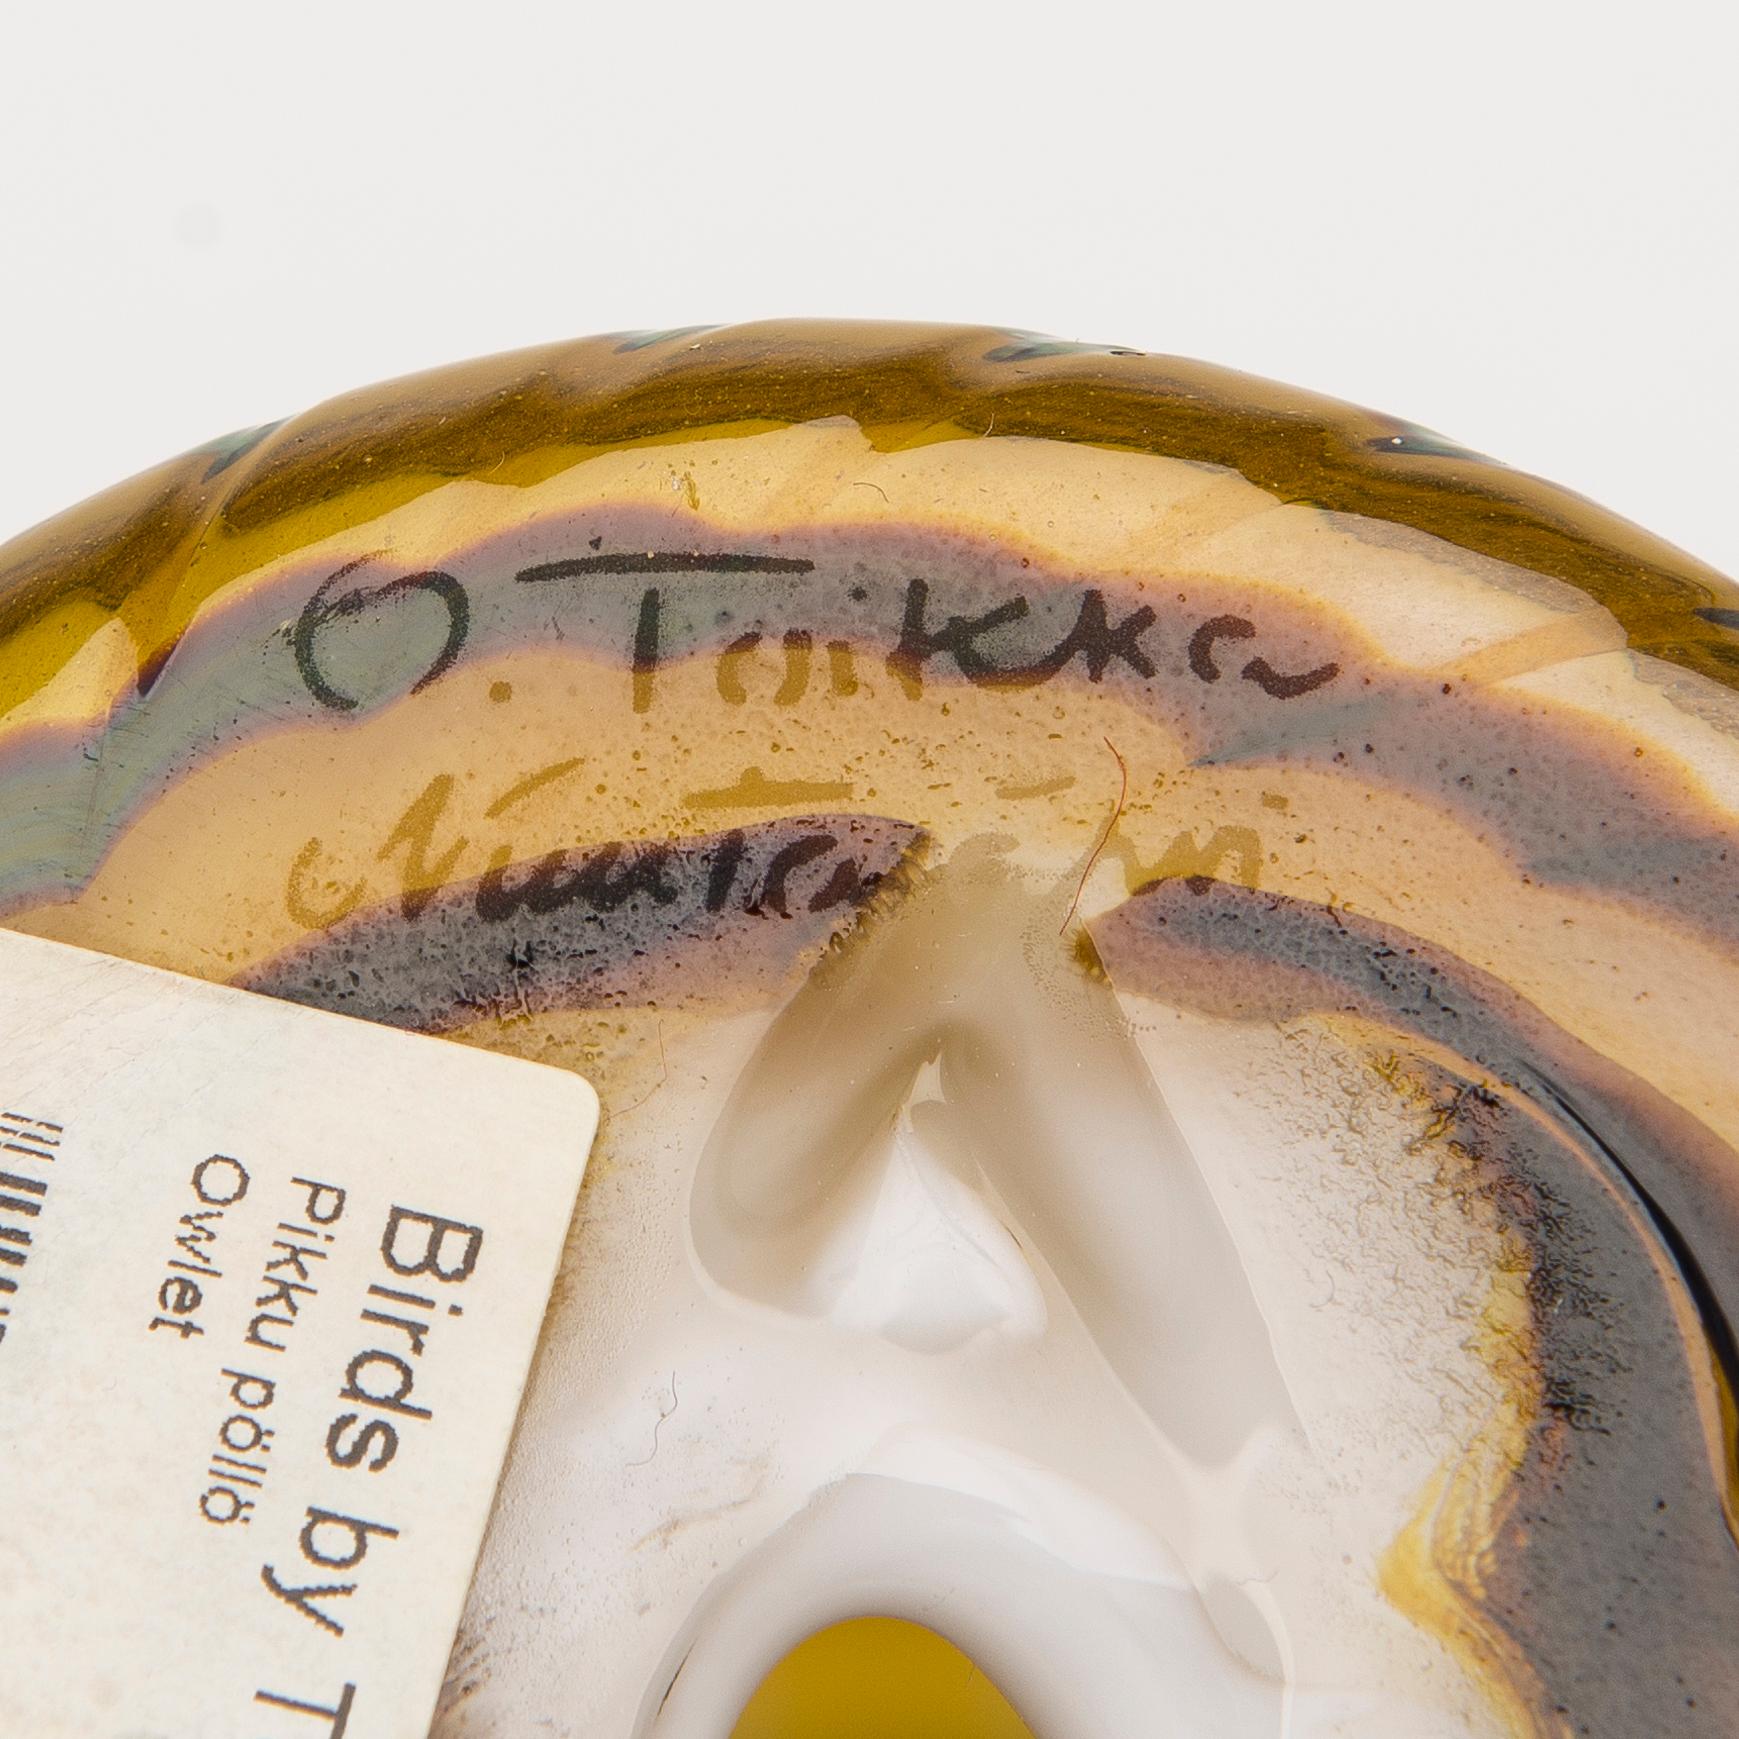 O. Toikka
Nuutajärvi
Birds by T
Pikku pöllö
Owlet